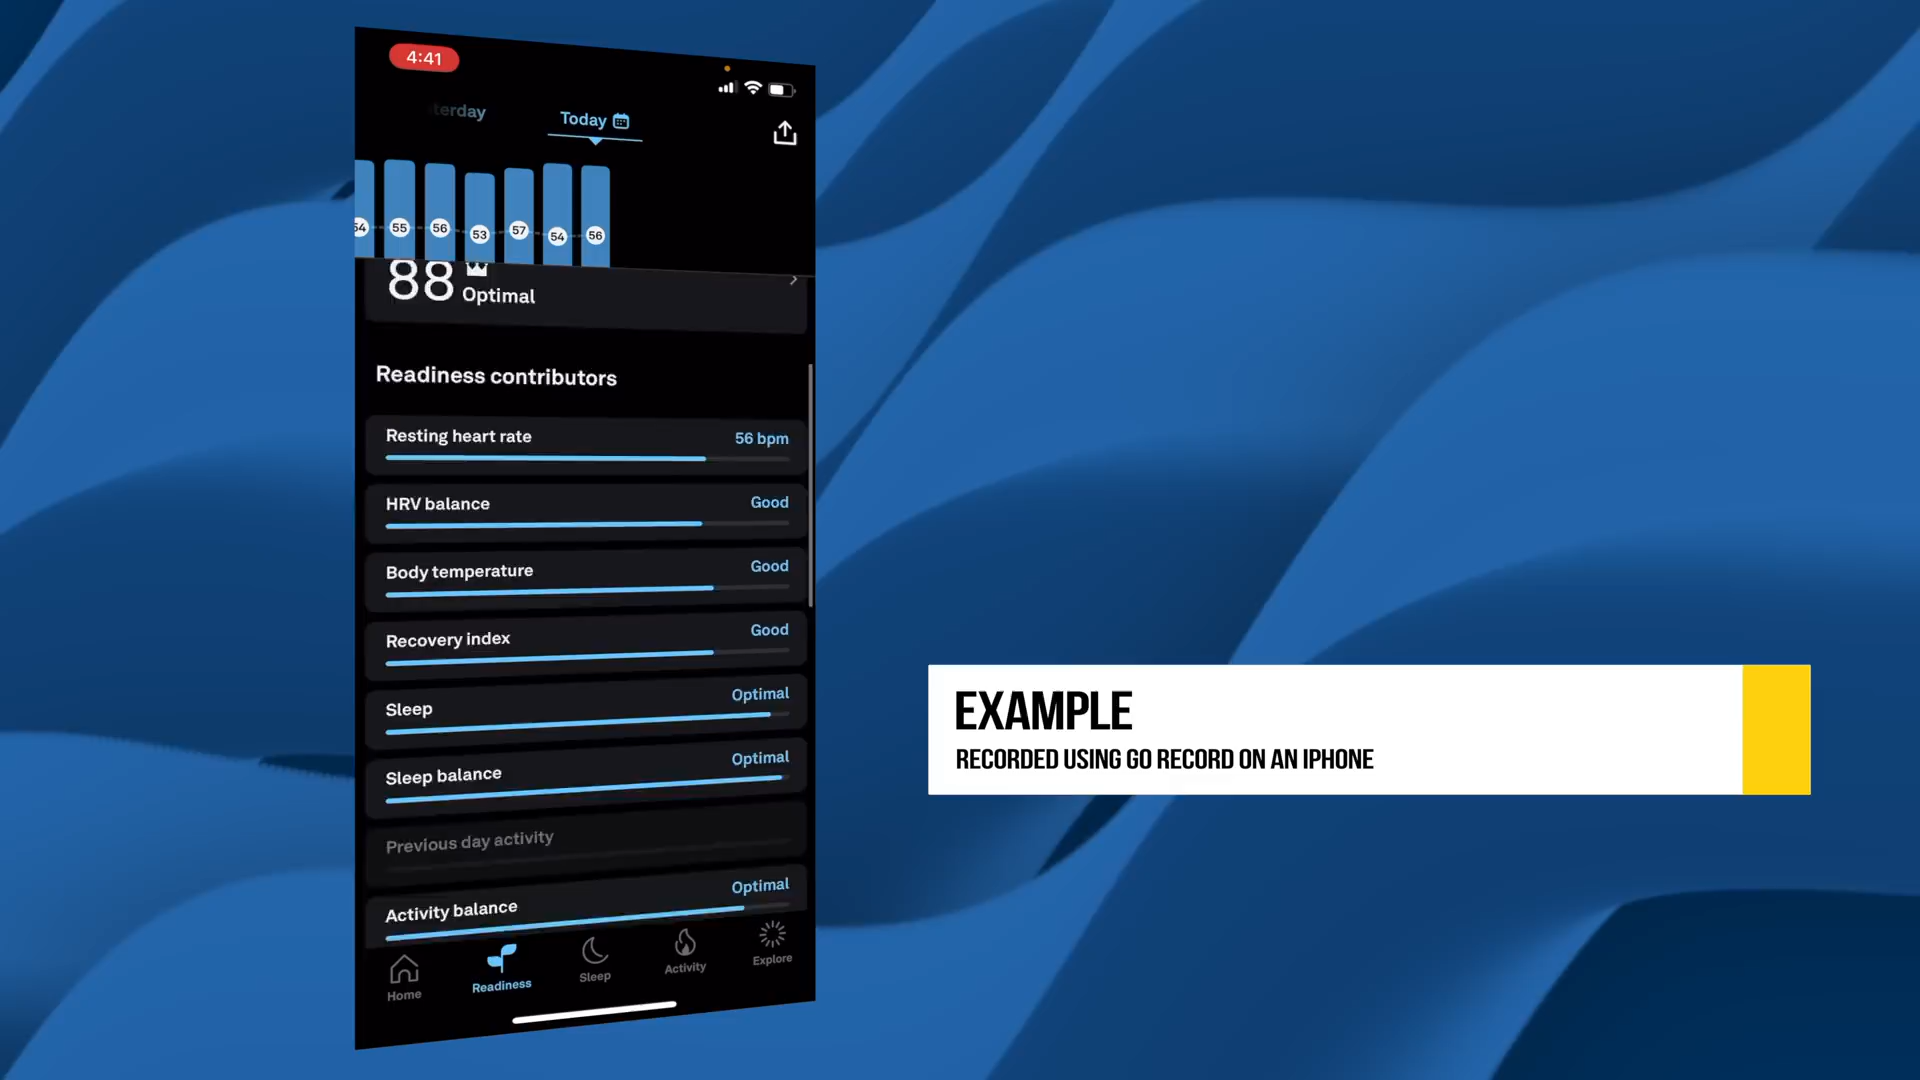 4:41
terday
Today
54 55 56 53 57 54 56
88 Optimal
Readiness contributors
Resting heart rate 56 bpm
HRV balance Good
Body temperature Good
Recovery index Good
Sleep Optimal
Sleep balance Optimal
Previous day activity
Activity balance Optimal
Home Readiness Sleep Activity Explore
EXAMPLE
RECORDED USING GO RECORD ON AN IPHONE